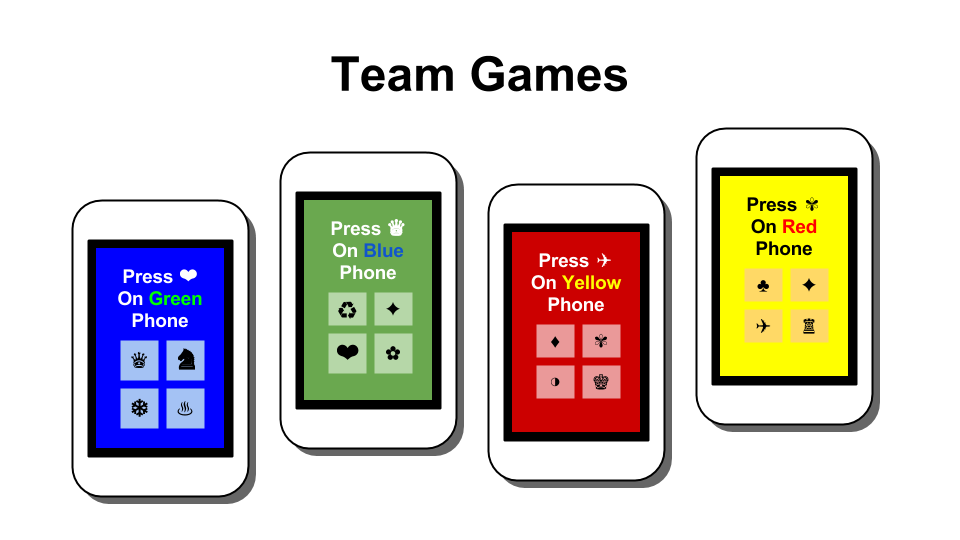 Team Games
Press ❤
On Green
Phone
♕ ♞
❄ ♨
Press ♛
On Blue
Phone
♻ ✦
❤ ✿
Press ✈
On Yellow
Phone
♦ ✾
◑ ♚
Press ✾
On Red
Phone
♣ ✦
✈ ♜